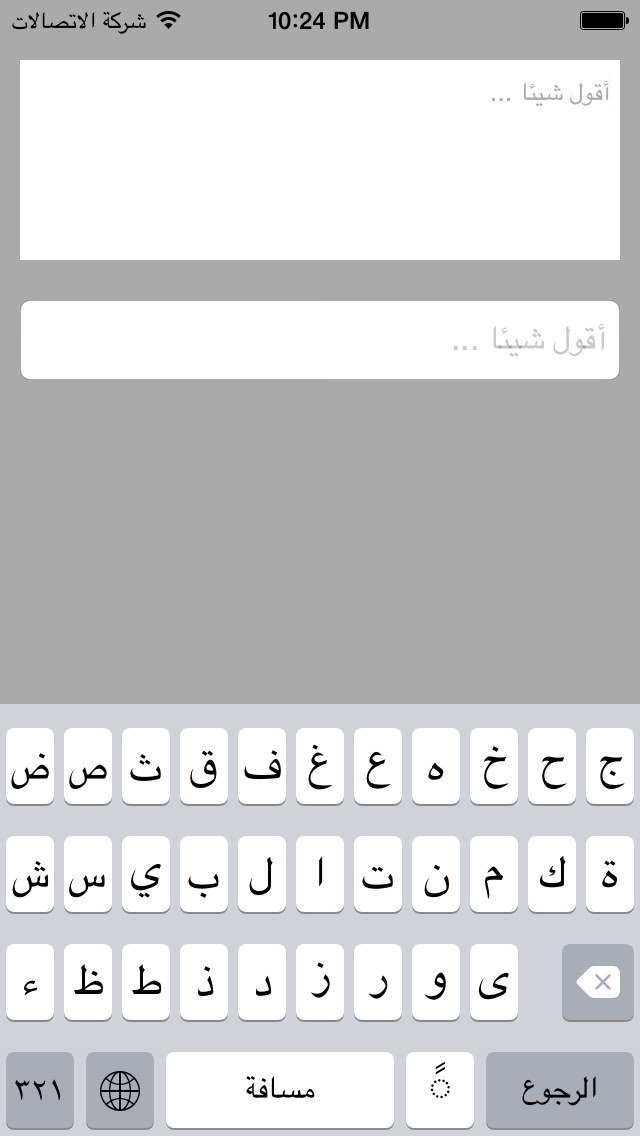 شركة الاتصالات 10:24 PM
أقول شيئا ...
أقول شيئا ...
ض ص ث ق ف غ ع ه خ ح ج
ش س ي ب ل ا ت ن م ك ة
ء ظ ط ذ د ز ر و ى
٣٢١ مسافة ً الرجوع